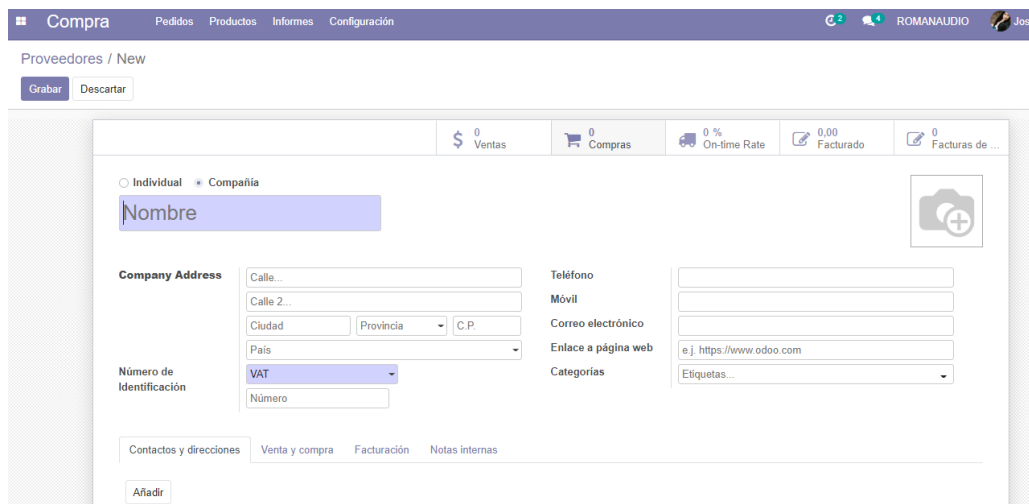 Compra Pedidos Productos Informes Configuración 2 4 ROMANAUDIO Jos
Proveedores / New
Grabar Descartar
0 Ventas
0 Compras
0 % On-time Rate
0,00 Facturado
0 Facturas de ...
Individual Compañía
Nombre
Company Address
Calle...
Calle 2...
Ciudad Provincia C.P.
País
Número de
Identificación
VAT
Número
Teléfono
Móvil
Correo electrónico
Enlace a página web e.j. https://www.odoo.com
Categorías Etiquetas...
Contactos y direcciones Venta y compra Facturación Notas internas
Añadir